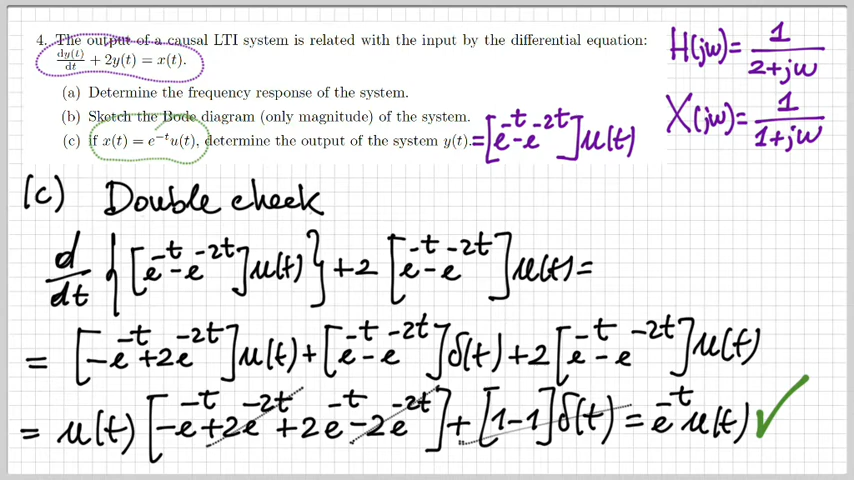 4. The output of a causal LTI system is related with the input by the differential equation:
dy(t)/dt + 2y(t) = x(t).
(a) Determine the frequency response of the system.
(b) Sketch the Bode diagram (only magnitude) of the system.
(c) If x(t) = e^{-t}u(t), determine the output of the system y(t). = [e^{-t} - e^{-2t}]u(t)
H(jω) = 1/(2+jω)
X(jω) = 1/(1+jω)
(c) Double check
d/dt {[e^{-t} - e^{-2t}]u(t)} + 2[e^{-t} - e^{-2t}]u(t) =
= [-e^{-t} + 2e^{-2t}]u(t) + [e^{-t} - e^{-2t}]δ(t) + 2[e^{-t} - e^{-2t}]u(t)
= u(t)[-e^{-t} + 2e^{-2t} + 2e^{-t} - 2e^{-2t}] + [1-1]δ(t) = e^{-t}u(t) ✓